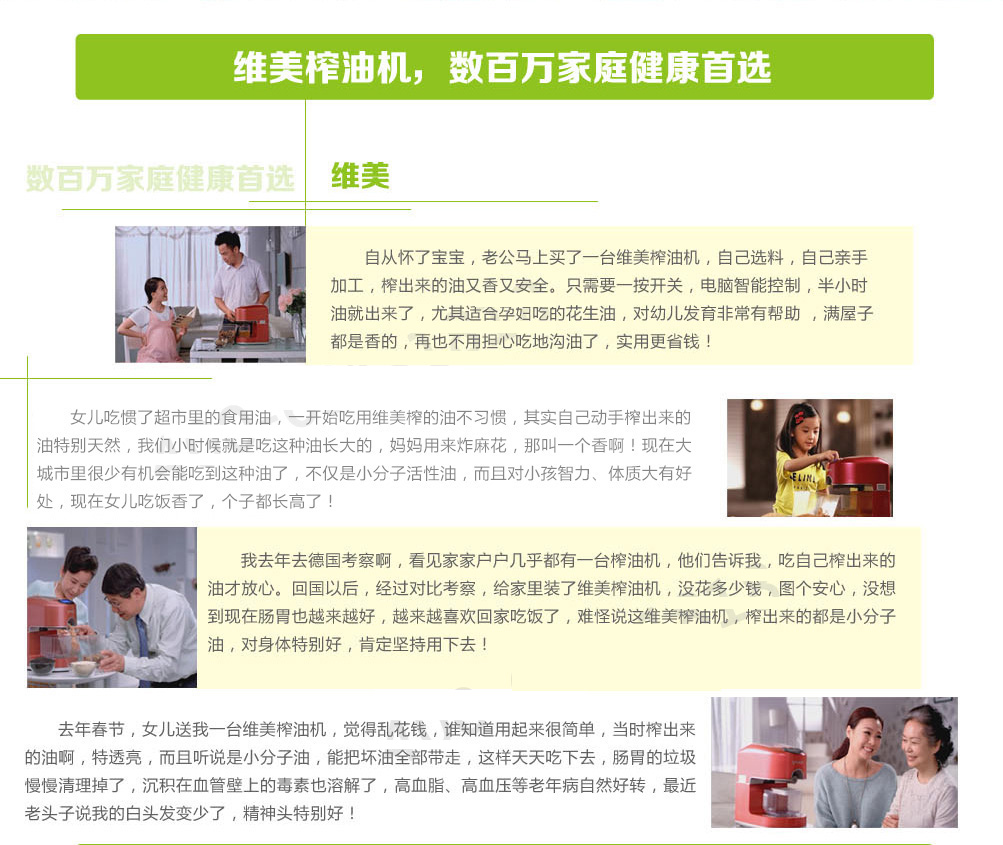 维美榨油机，数百万家庭健康首选
数百万家庭健康首选 维美
自从怀了宝宝，老公马上买了一台维美榨油机，自己选料，自己亲手
加工，榨出来的油又香又安全。只需要一按开关，电脑智能控制，半小时
油就出来了，尤其适合孕妇吃的花生油，对幼儿发育非常有帮助 ，满屋子
都是香的，再也不用担心吃地沟油了，实用更省钱！
女儿吃惯了超市里的食用油，一开始吃用维美榨的油不习惯，其实自己动手榨出来的
油特别天然，我们小时候就是吃这种油长大的，妈妈用来炸麻花，那叫一个香啊！现在大
城市里很少有机会能吃到这种油了，不仅是小分子活性油，而且对小孩智力、体质大有好
处，现在女儿吃饭香了，个子都长高了！
我去年去德国考察啊，看见家家户户几乎都有一台榨油机，他们告诉我，吃自己榨出来的
油才放心。回国以后，经过对比考察，给家里装了维美榨油机，没花多少钱，图个安心，没想
到现在肠胃也越来越好，越来越喜欢回家吃饭了，难怪说这维美榨油机，榨出来的都是小分子
油，对身体特别好，肯定坚持用下去！
去年春节，女儿送我一台维美榨油机，觉得乱花钱，谁知道用起来很简单，当时榨出来
的油啊，特透亮，而且听说是小分子油，能把坏油全部带走，这样天天吃下去，肠胃的垃圾
慢慢清理掉了，沉积在血管壁上的毒素也溶解了，高血脂、高血压等老年病自然好转，最近
老头子说我的白头发变少了，精神头特别好！